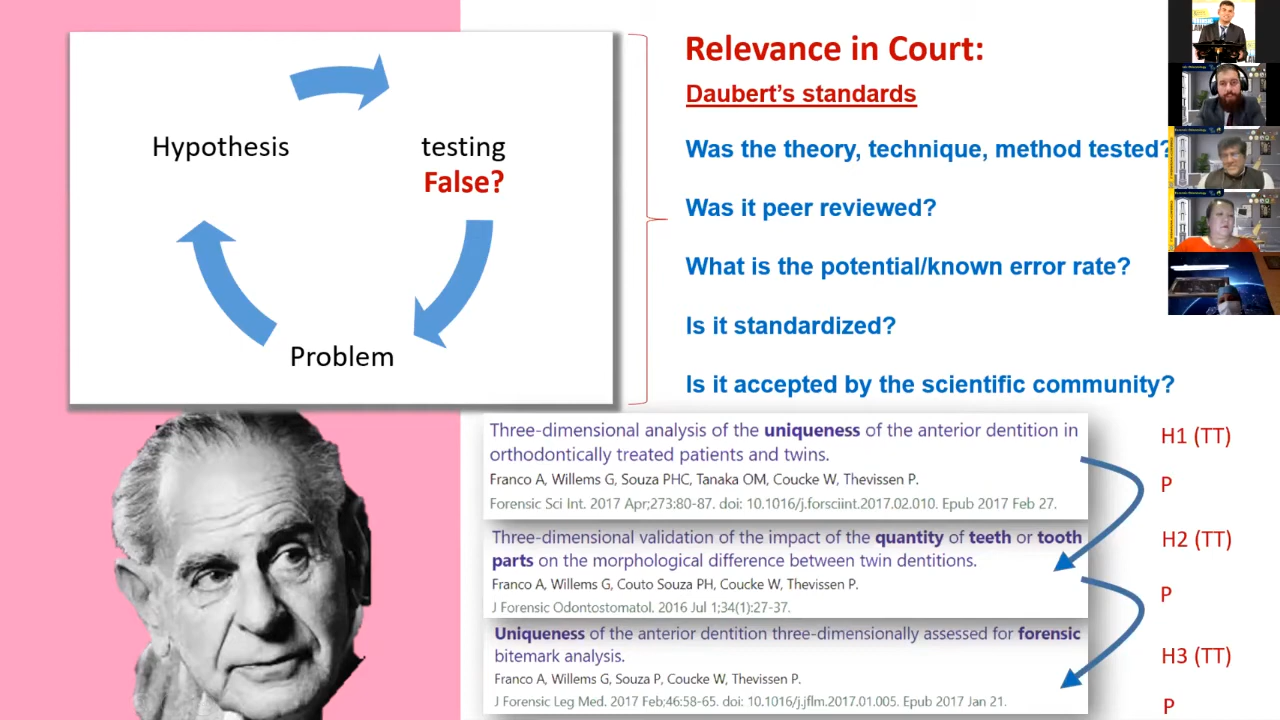 Hypothesis
testing
False?
Problem
Relevance in Court:
Daubert's standards
Was the theory, technique, method tested?
Was it peer reviewed?
What is the potential/known error rate?
Is it standardized?
Is it accepted by the scientific community?
Three-dimensional analysis of the uniqueness of the anterior dentition in
orthodontically treated patients and twins.
Franco A, Willems G, Souza PHC, Tanaka OM, Coucke W, Thevissen P.
Forensic Sci Int. 2017 Apr;273:80-87. doi: 10.1016/j.forsciint.2017.02.010. Epub 2017 Feb 27.
Three-dimensional validation of the impact of the quantity of teeth or tooth
parts on the morphological difference between twin dentitions.
Franco A, Willems G, Couto Souza PH, Coucke W, Thevissen P.
J Forensic Odontostomatol. 2016 Jul 1;34(1):27-37.
Uniqueness of the anterior dentition three-dimensionally assessed for forensic
bitemark analysis.
Franco A, Willems G, Souza P, Coucke W, Thevissen P.
J Forensic Leg Med. 2017 Feb;46:58-65. doi: 10.1016/j.jflm.2017.01.005. Epub 2017 Jan 21.
H1 (TT)
P
H2 (TT)
P
H3 (TT)
P